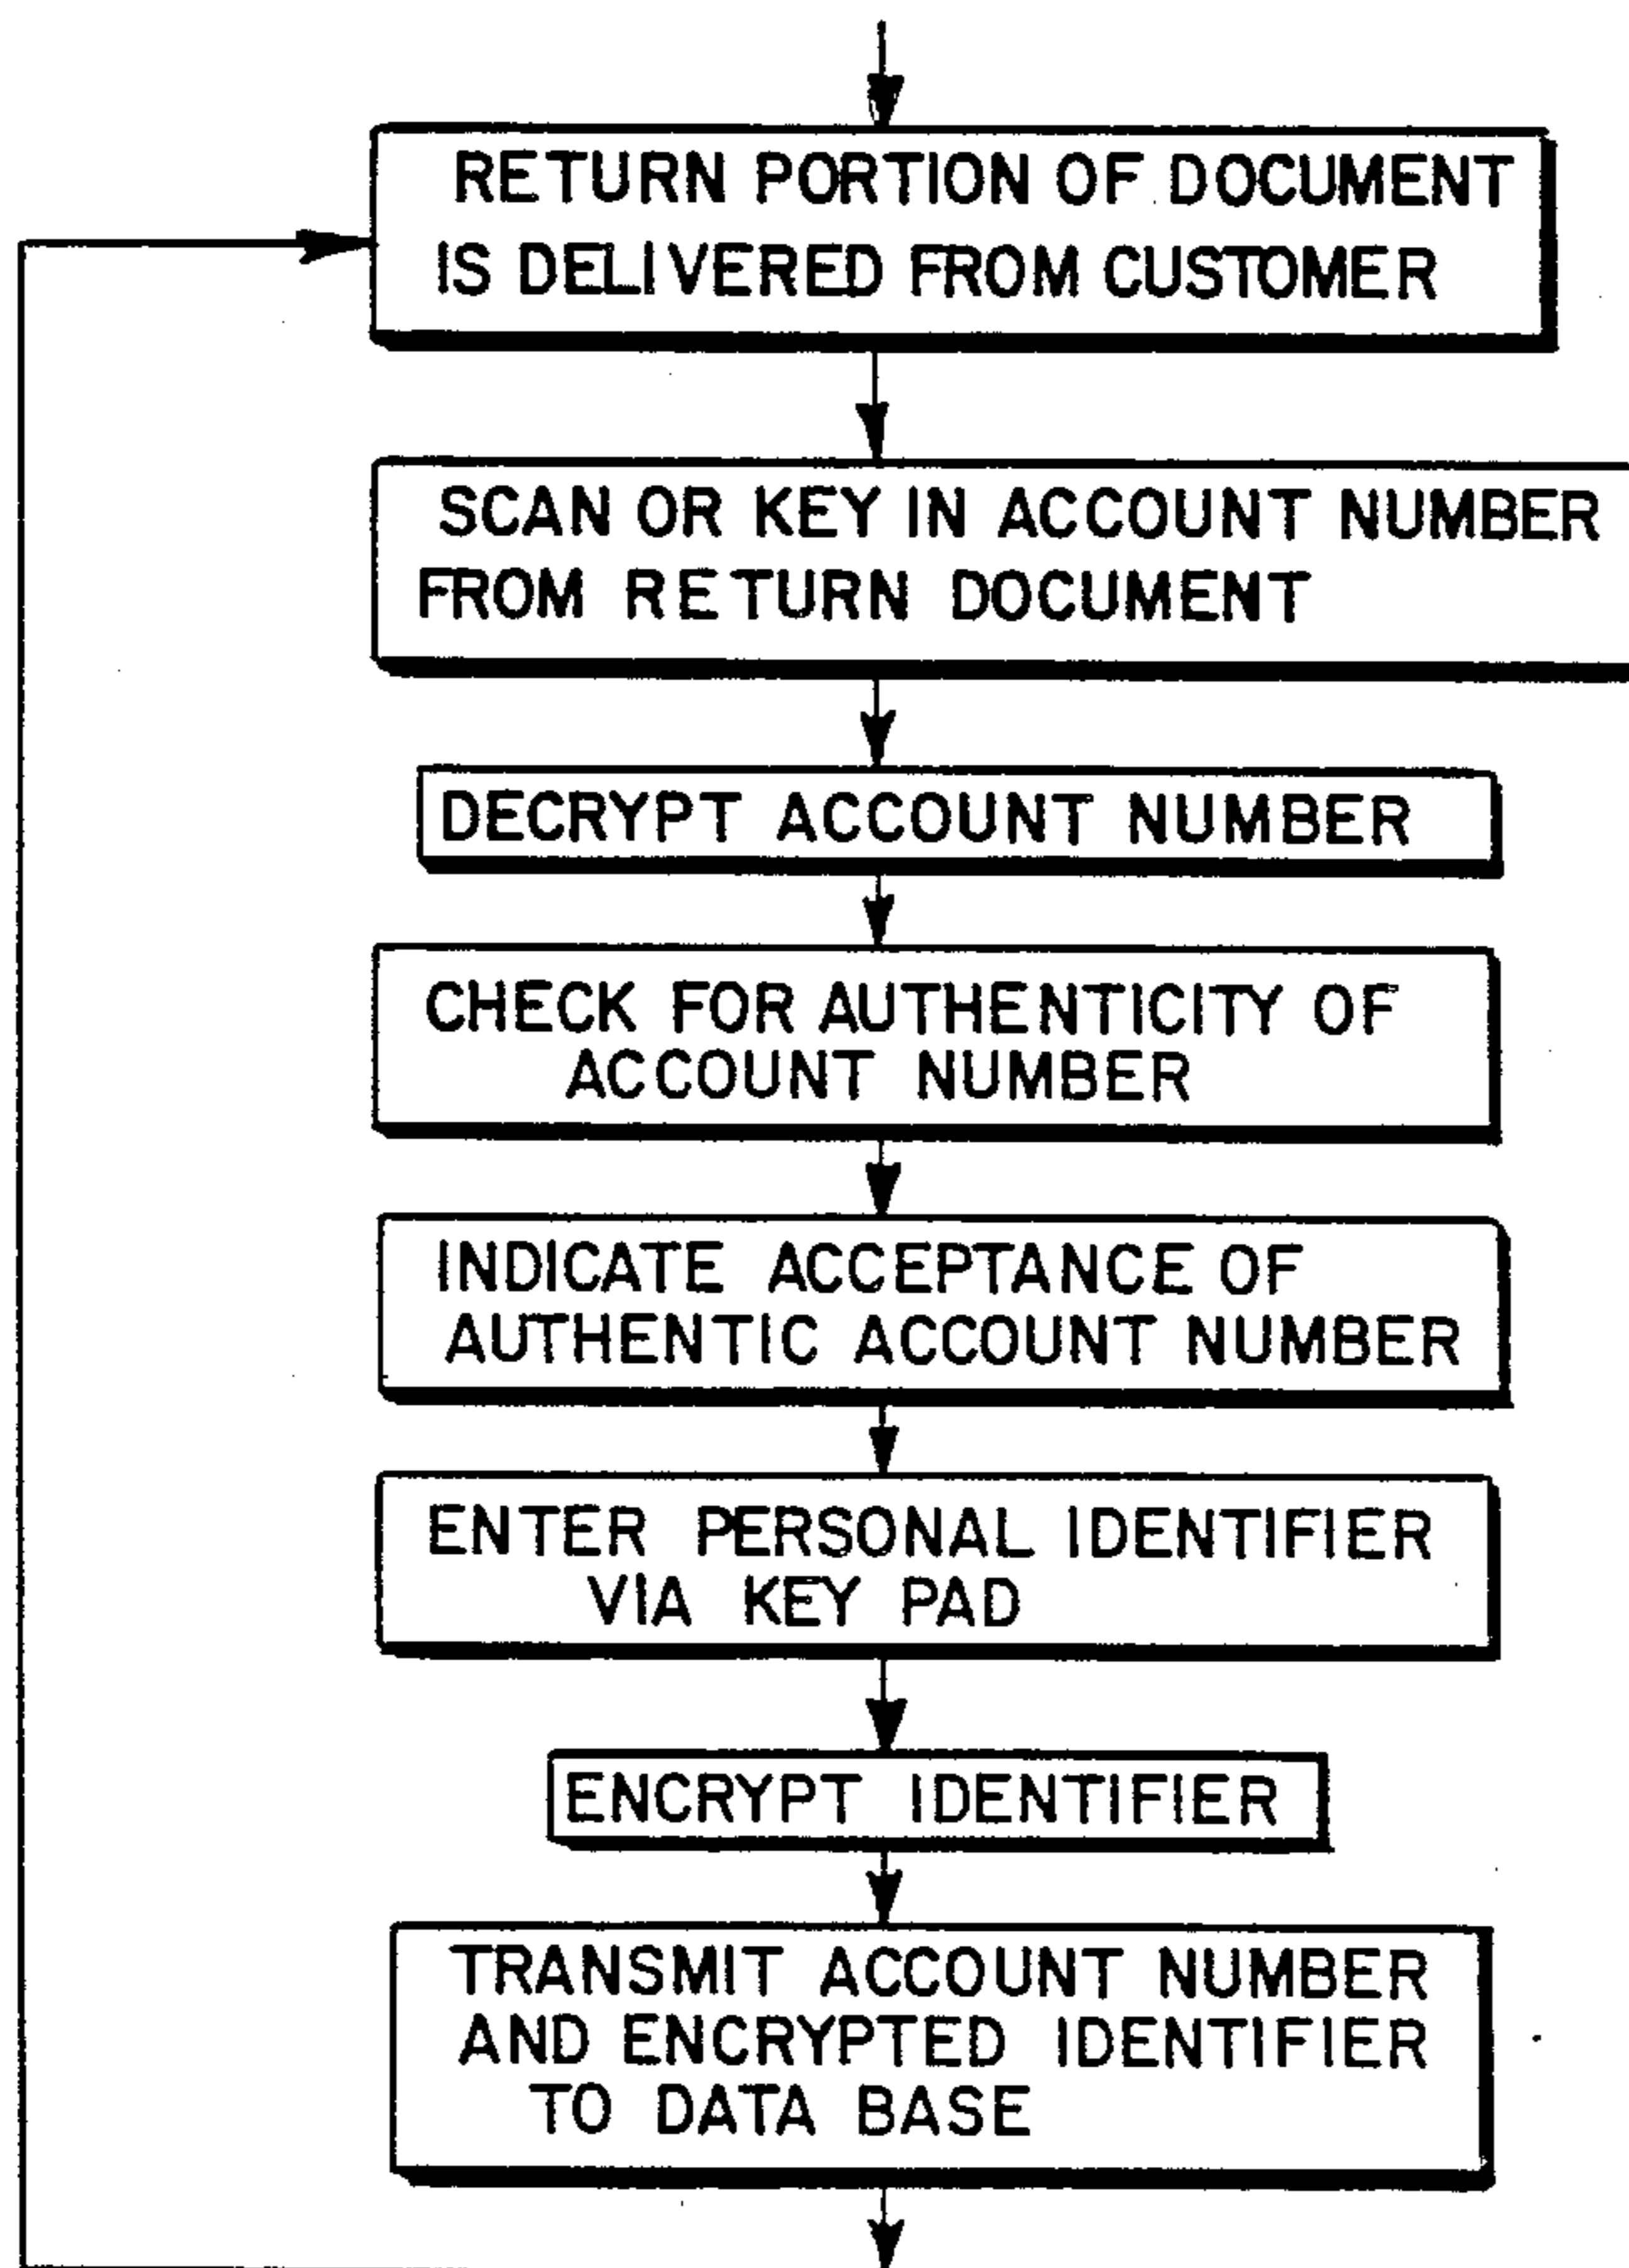 RETURN PORTION OF DOCUMENT
IS DELIVERED FROM CUSTOMER
SCAN OR KEY IN ACCOUNT NUMBER
FROM RETURN DOCUMENT
DECRYPT ACCOUNT NUMBER
CHECK FOR AUTHENTICITY OF
ACCOUNT NUMBER
INDICATE ACCEPTANCE OF
AUTHENTIC ACCOUNT NUMBER
ENTER PERSONAL IDENTIFIER
VIA KEY PAD
ENCRYPT IDENTIFIER
TRANSMIT ACCOUNT NUMBER
AND ENCRYPTED IDENTIFIER
TO DATA BASE